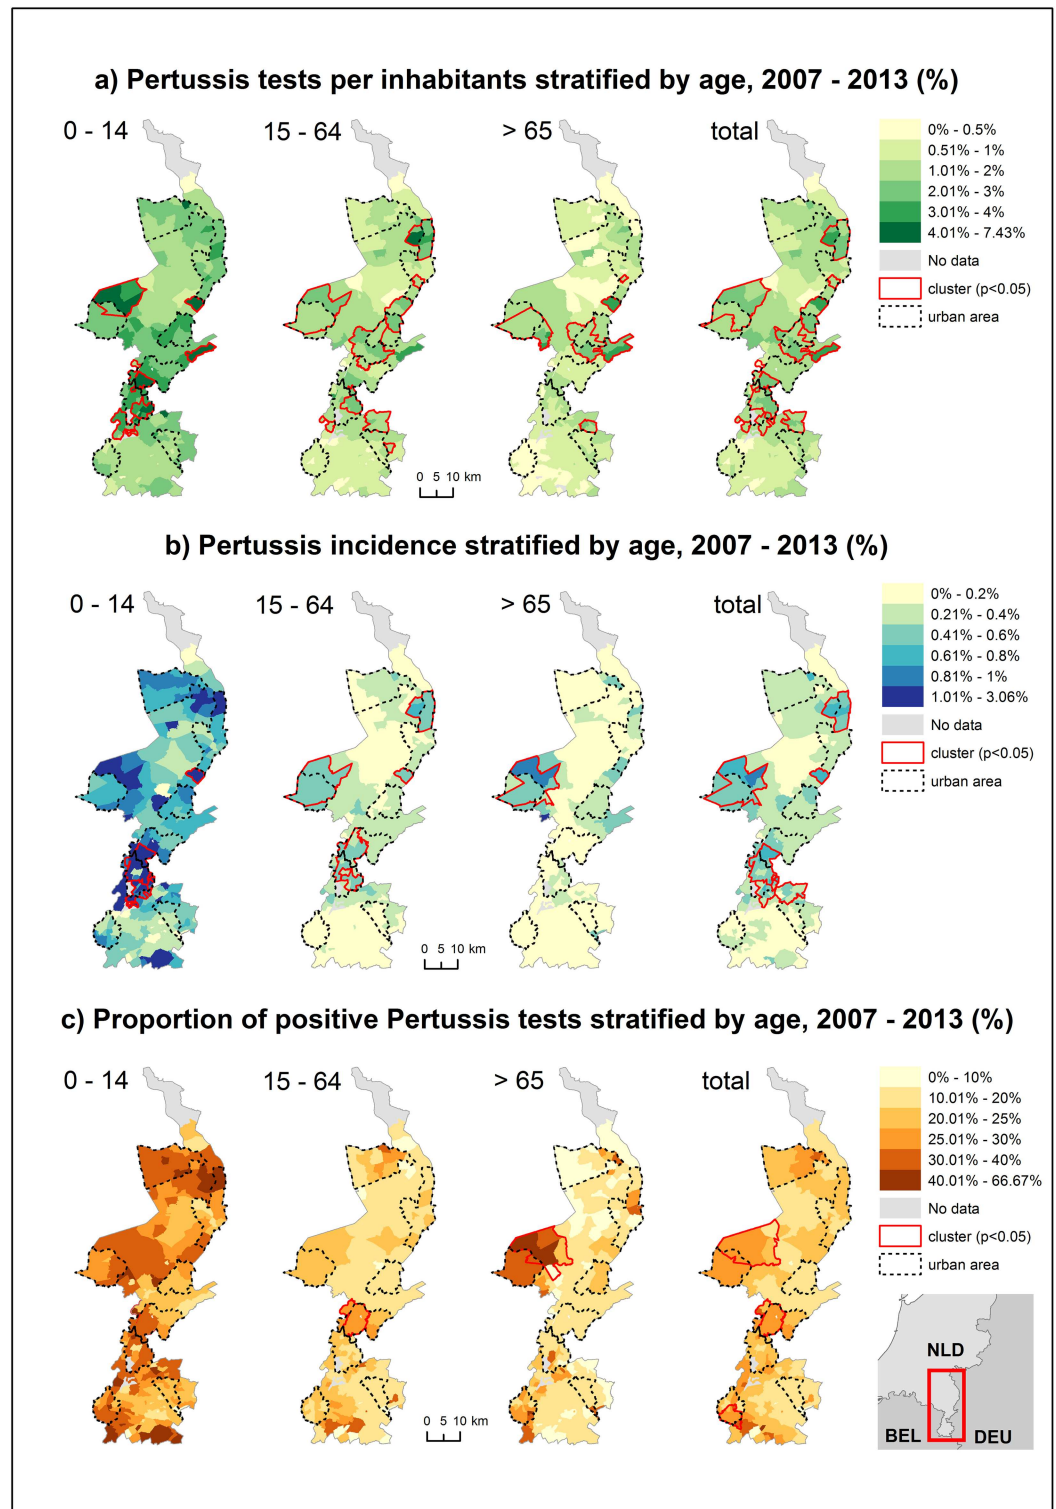 a) Pertussis tests per inhabitants stratified by age, 2007 - 2013 (%)
0 - 14
15 - 64
> 65
total
0% - 0.5%
0.51% - 1%
1.01% - 2%
2.01% - 3%
3.01% - 4%
4.01% - 7.43%
No data
cluster (p<0.05)
urban area
0 5 10 km
b) Pertussis incidence stratified by age, 2007 - 2013 (%)
0 - 14
15 - 64
> 65
total
0% - 0.2%
0.21% - 0.4%
0.41% - 0.6%
0.61% - 0.8%
0.81% - 1%
1.01% - 3.06%
No data
cluster (p<0.05)
urban area
0 5 10 km
c) Proportion of positive Pertussis tests stratified by age, 2007 - 2013 (%)
0 - 14
15 - 64
> 65
total
0% - 10%
10.01% - 20%
20.01% - 25%
25.01% - 30%
30.01% - 40%
40.01% - 66.67%
No data
cluster (p<0.05)
urban area
0 5 10 km
NLD
BEL
DEU